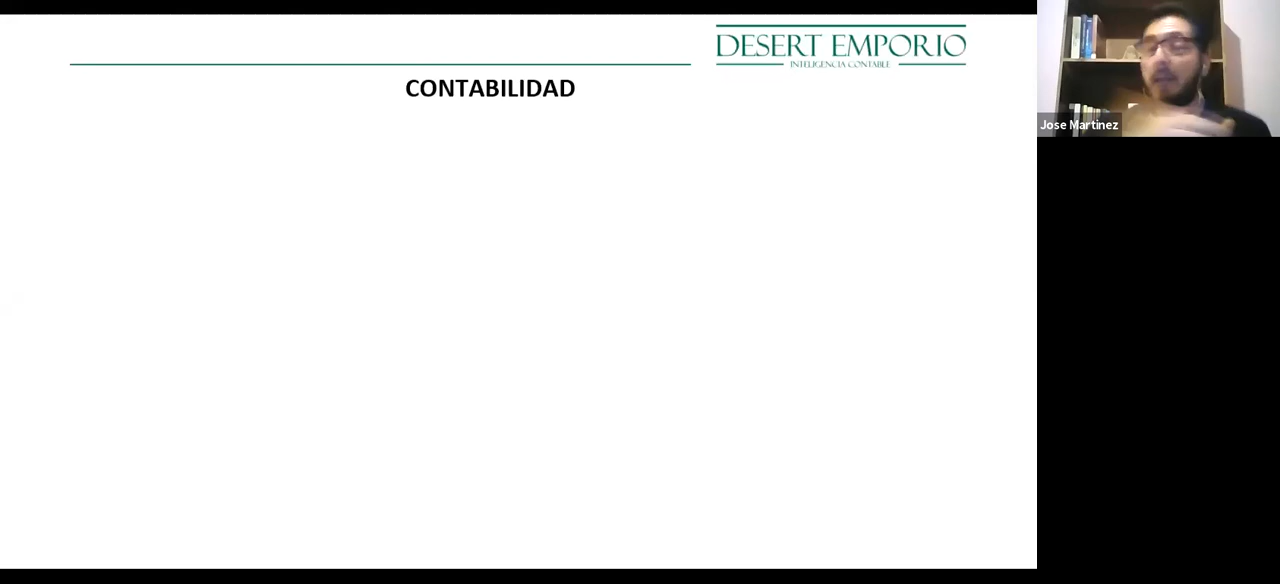 DESERT EMPORIO
INTELIGENCIA CONTABLE
CONTABILIDAD
Jose Martinez